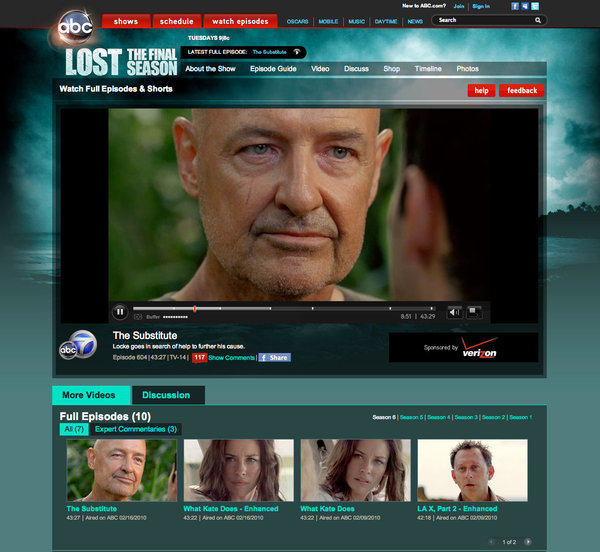 New to ABC.com? Join Sign in
abc
shows schedule watch episodes
OSCARS MOBILE MUSIC DAYTIME NEWS
Search
TUESDAYS 9|8c
LOST THE FINAL SEASON
LATEST FULL EPISODE: The Substitute
About the Show Episode Guide Video Discuss Shop Timeline Photos
Watch Full Episodes & Shorts
help feedback
Buffer
8:51 | 43:29
abc 7
The Substitute
Locke goes in search of help to further his cause.
Episode 604 | 43:27 | TV-14 | 117 Show Comments | f Share
Sponsored by verizon
More Videos Discussion
Full Episodes (10)
Season 6 | Season 5 | Season 4 | Season 3 | Season 2 | Season 1
All (7) Expert Commentaries (3)
The Substitute
43:27 | Aired on ABC 02/16/2010
What Kate Does - Enhanced
43:22 | Aired on ABC 02/16/2010
What Kate Does
43:22 | Aired on ABC 02/09/2010
LA X, Part 2 - Enhanced
42:18 | Aired on ABC 02/09/2010
1 of 2